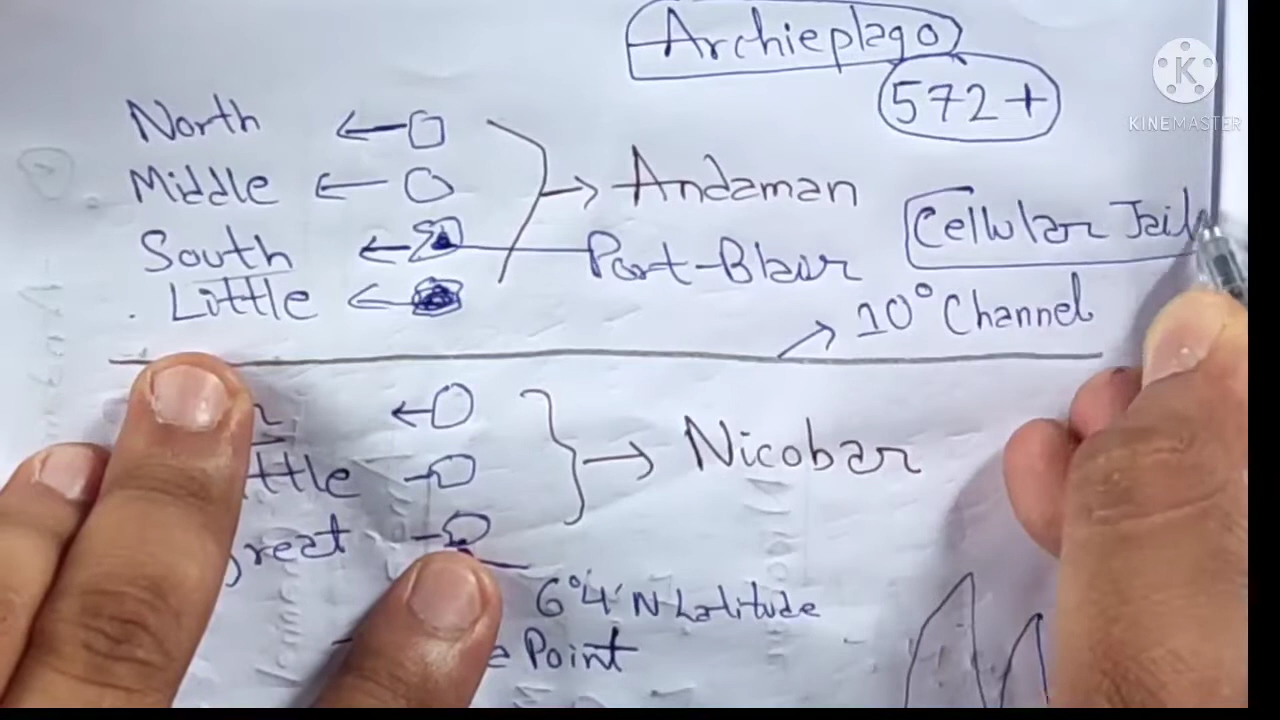 Archieplago
572+
North
Middle
South
Little
Andaman
Port-Blair
Cellular Jail
10° Channel
Nicobar
Great
6°4' N Latitude
Point
KINEMASTER